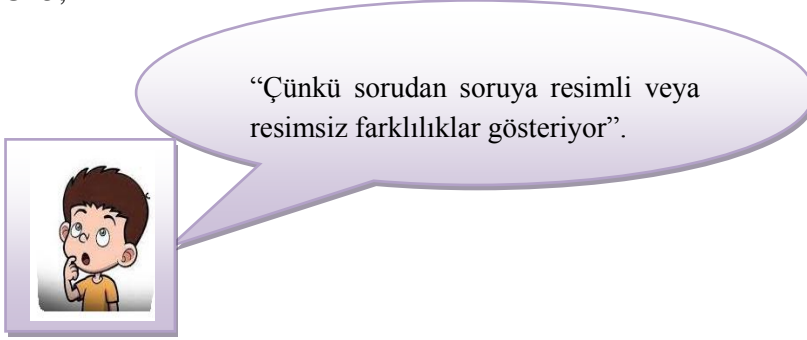 “Çünkü sorudan soruya resimli veya
resimsiz farklılıklar gösteriyor”.